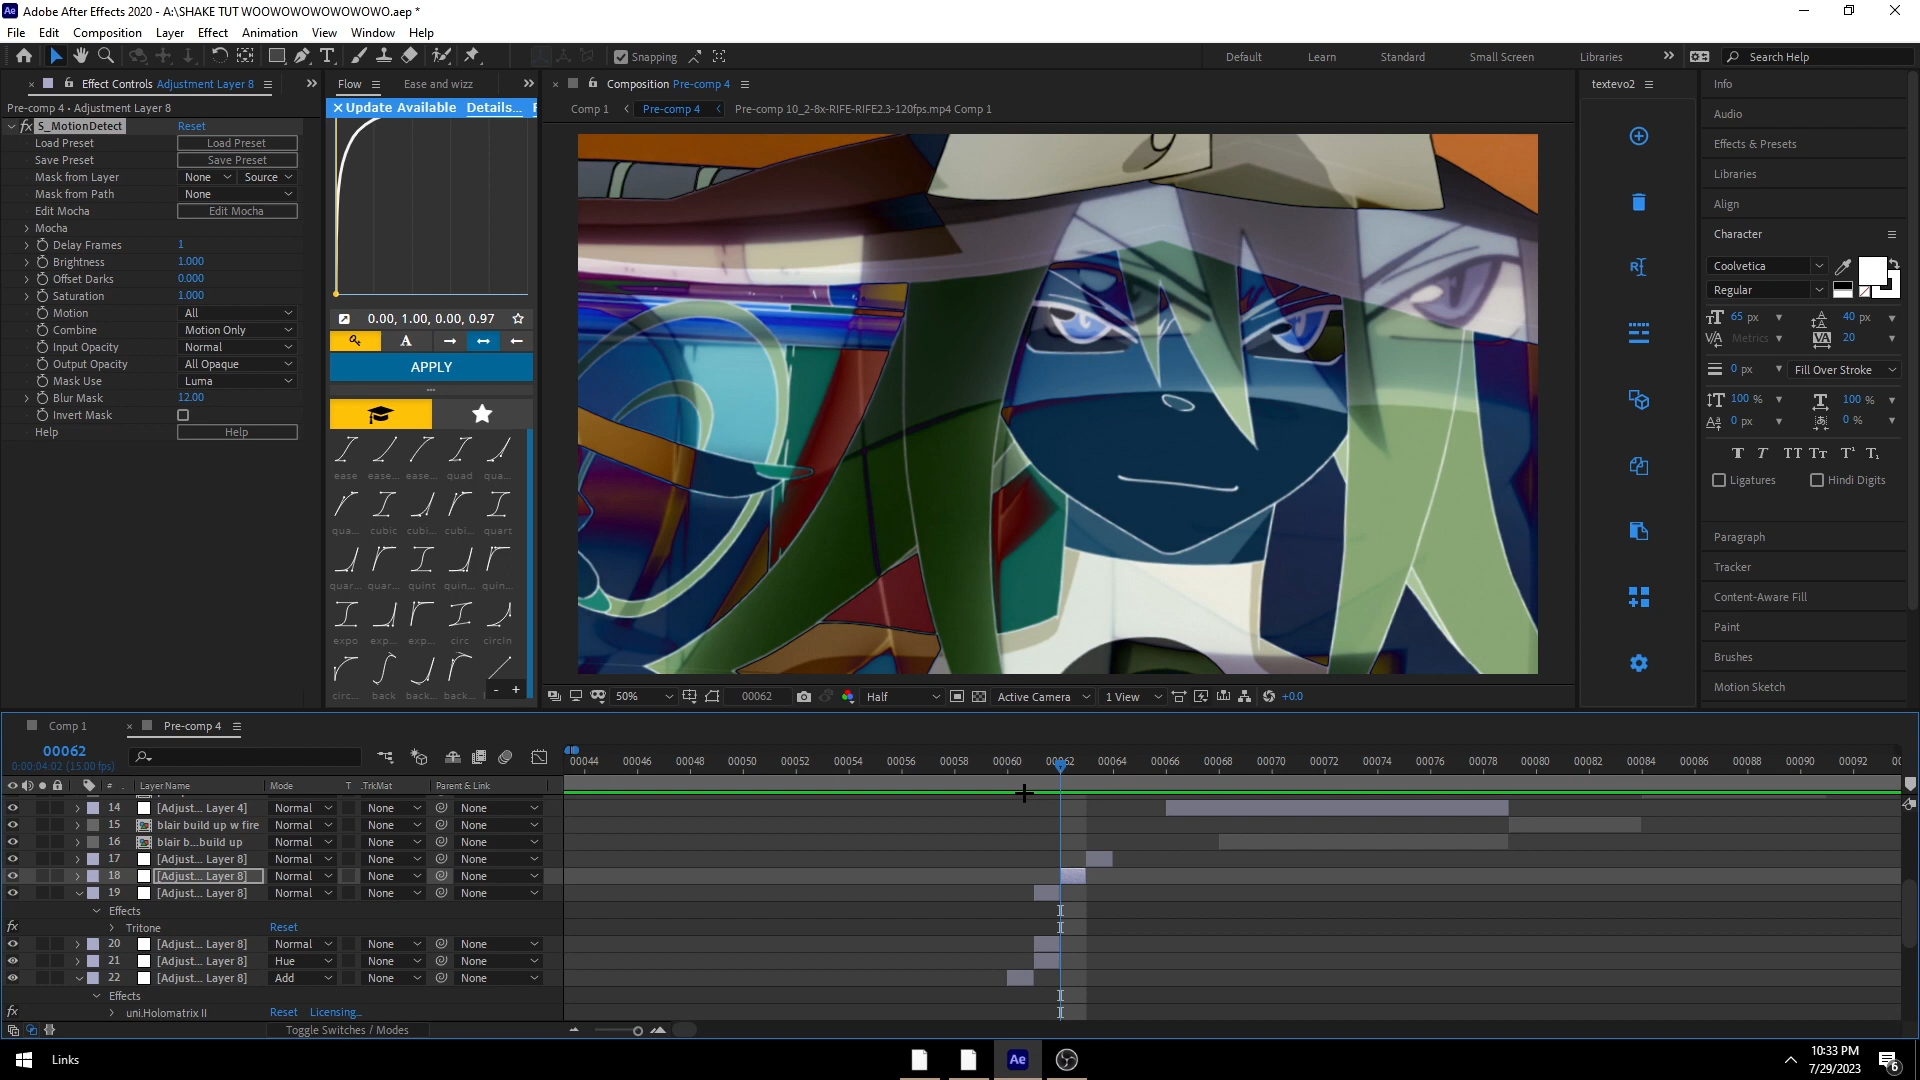 Adobe After Effects 2020 - A:\SHAKE TUT WOOWOWOWOWOWOWO.aep *
File Edit Composition Layer Effect Animation View Window Help
Snapping Default Learn Standard Small Screen Libraries Search Help
Effect Controls Adjustment Layer 8
Pre-comp 4 • Adjustment Layer 8
fx S_MotionDetect Reset
Load Preset Load Preset
Save Preset Save Preset
Mask from Layer None Source
Mask from Path None
Edit Mocha Edit Mocha
Mocha
Delay Frames 1
Brightness 1.000
Offset Darks 0.000
Saturation 1.000
Motion All
Combine Motion Only
Input Opacity Normal
Output Opacity All Opaque
Mask Use Luma
Blur Mask 12.00
Invert Mask
Help Help
Flow Ease and wizz
Update Available Details...
0.00, 1.00, 0.00, 0.97
A
APPLY
ease ease... ease... quad qua...
qua... cubic cubi... cubi... quart
quar... quar... quint quin... quin...
expo exp... exp... circ circIn
circ... back back... back...
- +
Composition Pre-comp 4
Comp 1 Pre-comp 4 Pre-comp 10_2-8x-RIFE-RIFE2.3-120fps.mp4 Comp 1
50% 00062 Half Active Camera 1 View +0.0
textevo2
Info
Audio
Effects & Presets
Libraries
Align
Character
Coolvetica
Regular
65 px 40 px
Metrics 20
0 px Fill Over Stroke
100 % 100 %
0 px 0 %
T T TT Tt T¹ T₁
Ligatures Hindi Digits
Paragraph
Tracker
Content-Aware Fill
Paint
Brushes
Motion Sketch
Comp 1 Pre-comp 4
00062
0:00:04:02 (15.00 fps)
00044 00046 00048 00050 00052 00054 00056 00058 00060 00062 00064 00066 00068 00070 00072 00074 00076 00078 00080 00082 00084 00086 00088 00090 00092
# Layer Name Mode T .TrkMat Parent & Link
14 [Adjust... Layer 4] Normal None None
15 blair build up w fire Normal None None
16 blair b...build up Normal None None
17 [Adjust... Layer 8] Normal None None
18 [Adjust... Layer 8] Normal None None
19 [Adjust... Layer 8] Normal None None
Effects
fx Tritone Reset
20 [Adjust... Layer 8] Normal None None
21 [Adjust... Layer 8] Hue None None
22 [Adjust... Layer 8] Add None None
Effects
fx uni.Holomatrix II Reset Licensing...
Toggle Switches / Modes
Links
Ae
10:33 PM
7/29/2023
6